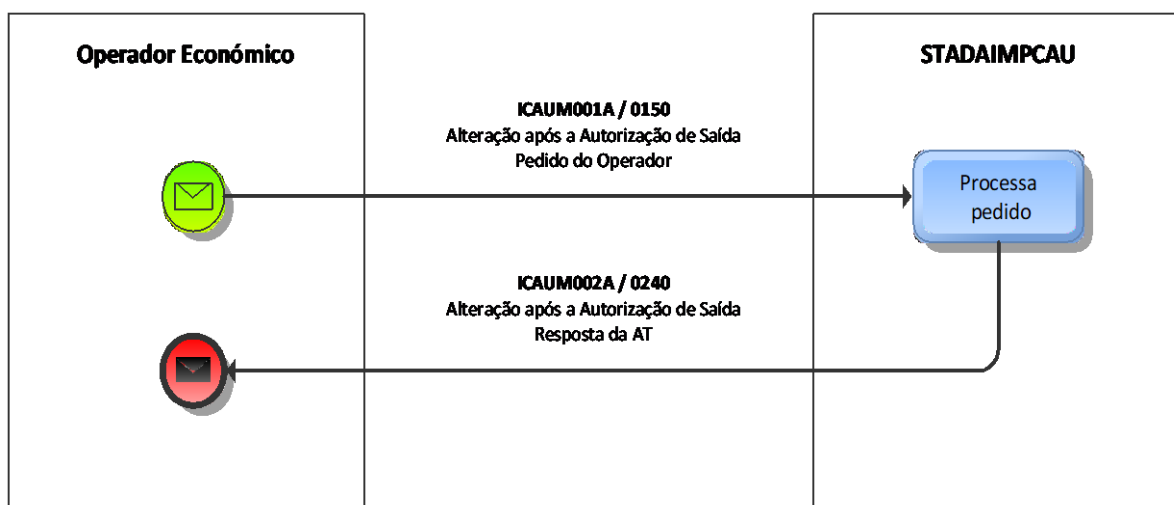 Operador Económico
STADAIMPCAU
ICAUM001A / 0150
Alteração após a Autorização de Saída
Pedido do Operador
Processa
pedido
ICAUM002A / 0240
Alteração após a Autorização de Saída
Resposta da AT